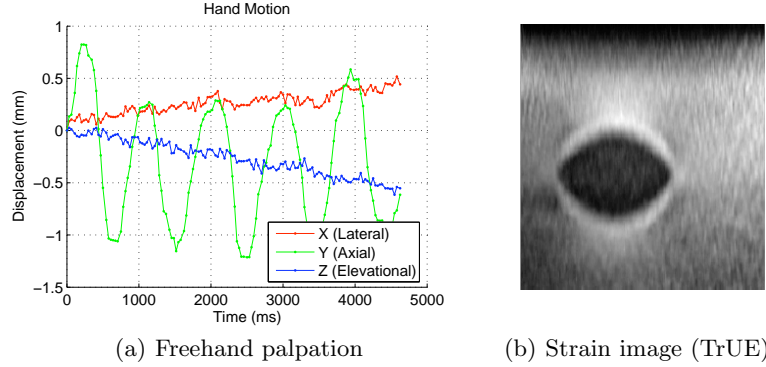 Hand Motion
1
0.5
0
−0.5
−1
−1.5
Displacement (mm)
X (Lateral)
Y (Axial)
Z (Elevational)
0 1000 2000 3000 4000 5000
Time (ms)
(a) Freehand palpation
(b) Strain image (TrUE)